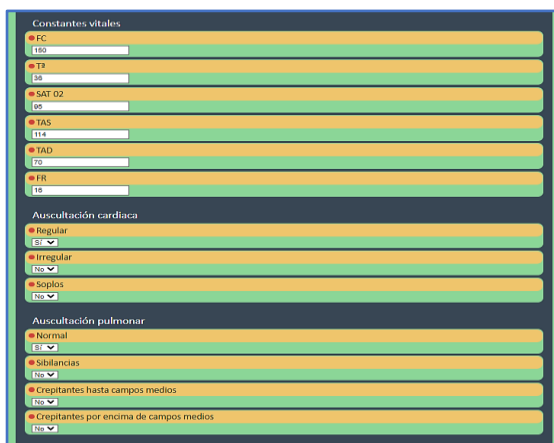 Constantes vitales
FC
150
Tª
36
SAT 02
95
TAS
114
TAD
70
FR
16
Auscultación cardiaca
Regular
Sí
Irregular
No
Soplos
No
Auscultación pulmonar
Normal
Sí
Sibilancias
No
Crepitantes hasta campos medios
No
Crepitantes por encima de campos medios
No